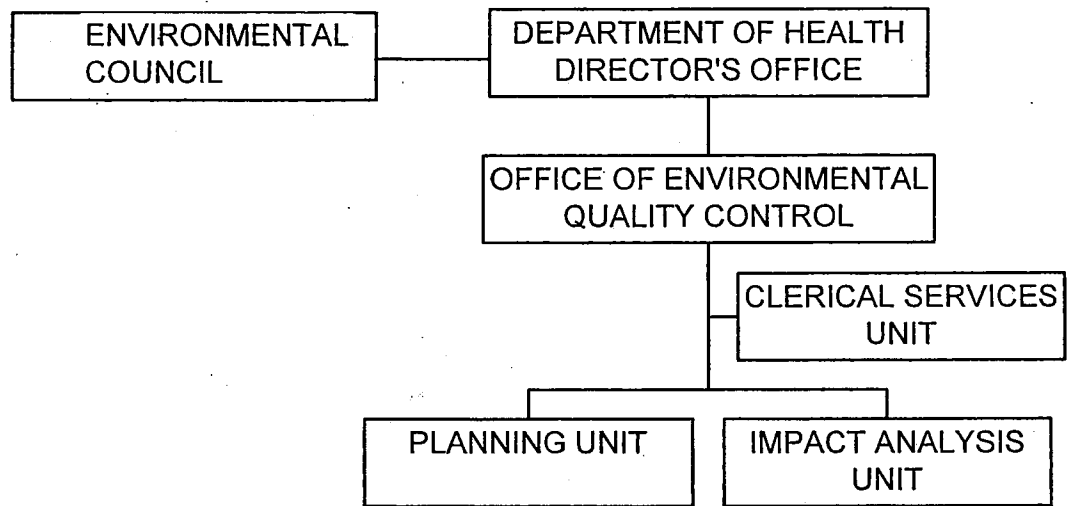 ENVIRONMENTAL
COUNCIL
DEPARTMENT OF HEALTH
DIRECTOR'S OFFICE
OFFICE OF ENVIRONMENTAL
QUALITY CONTROL
CLERICAL SERVICES
UNIT
PLANNING UNIT
IMPACT ANALYSIS
UNIT